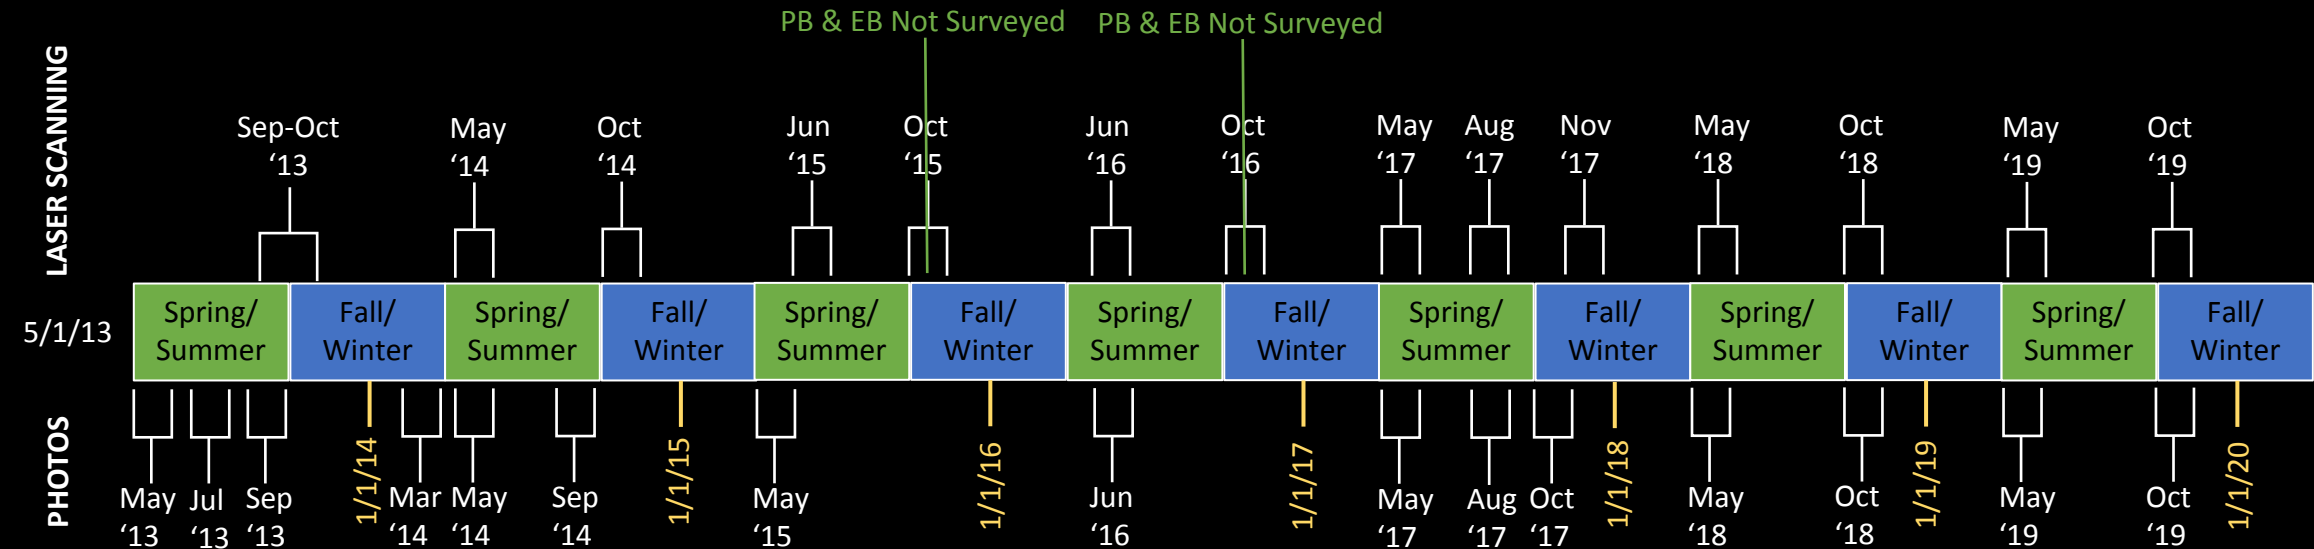 PB & EB Not Surveyed
PB & EB Not Surveyed
LASER SCANNING
Sep-Oct
‘13
May
‘14
Oct
‘14
Jun
‘15
Oct
‘15
Jun
‘16
Oct
‘16
May
‘17
Aug
‘17
Nov
‘17
May
‘18
Oct
‘18
May
‘19
Oct
‘19
5/1/13
Spring/
Summer
Fall/
Winter
Spring/
Summer
Fall/
Winter
Spring/
Summer
Fall/
Winter
Spring/
Summer
Fall/
Winter
Spring/
Summer
Fall/
Winter
Spring/
Summer
Fall/
Winter
Spring/
Summer
Fall/
Winter
PHOTOS
May
‘13
Jul
‘13
Sep
‘13
1/1/14
Mar
‘14
May
‘14
Sep
‘14
1/1/15
May
‘15
1/1/16
Jun
‘16
1/1/17
May
‘17
Aug
‘17
Oct
‘17
1/1/18
May
‘18
Oct
‘18
1/1/19
May
‘19
Oct
‘19
1/1/20